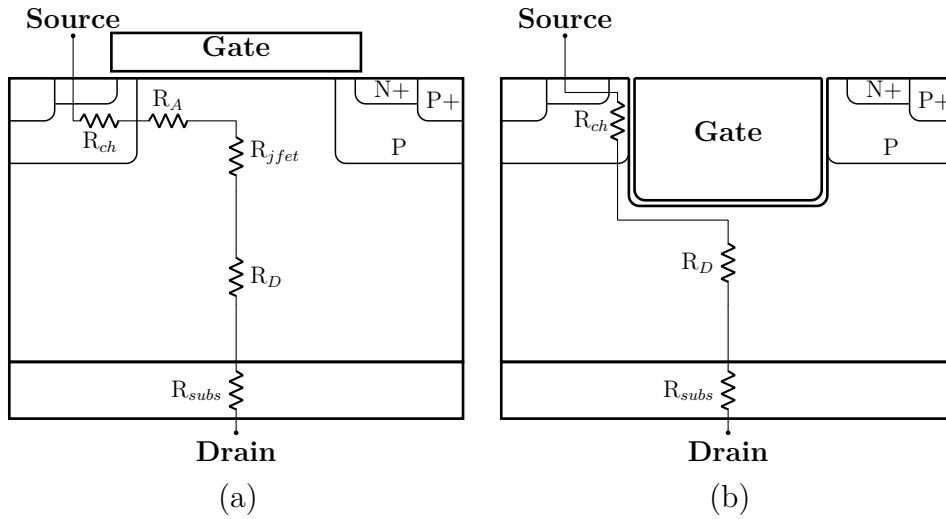 Source
Gate
N+
P+
R_A
R_ch
P
R_jfet
R_D
R_subs
Drain
(a)
Source
N+
P+
R_ch
Gate
P
R_D
R_subs
Drain
(b)